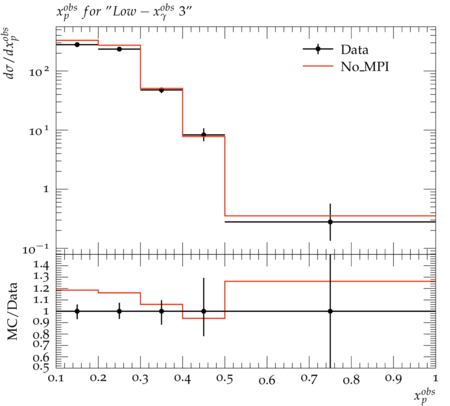 x_p^{obs} for "Low − x_γ^{obs} 3"
dσ/dx_p^{obs}
Data
No_MPI
10^2
10^1
1
10^{−1}
MC/Data
1.4
1.3
1.2
1.1
1
0.9
0.8
0.7
0.6
0.5
0.1 0.2 0.3 0.4 0.5 0.6 0.7 0.8 0.9 1
x_p^{obs}